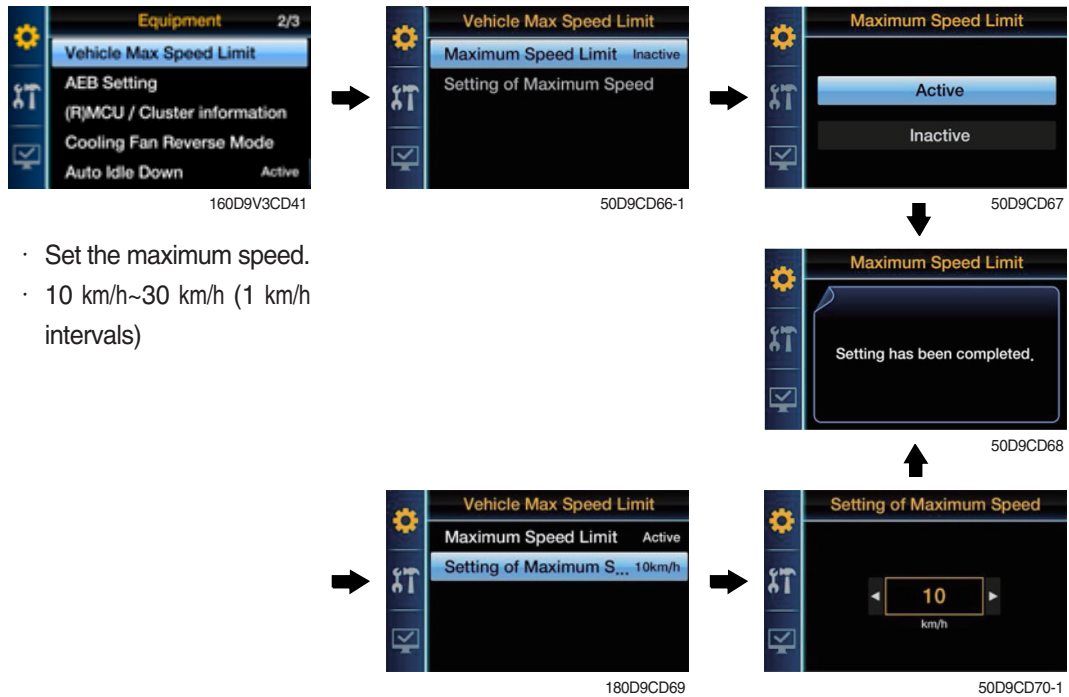 Equipment 2/3
Vehicle Max Speed Limit
AEB Setting
(R)MCU / Cluster information
Cooling Fan Reverse Mode
Auto Idle Down Active
160D9V3CD41
Vehicle Max Speed Limit
Maximum Speed Limit Inactive
Setting of Maximum Speed
50D9CD66-1
Maximum Speed Limit
Active
Inactive
50D9CD67
· Set the maximum speed.
· 10 km/h~30 km/h (1 km/h
intervals)
Maximum Speed Limit
Setting has been completed.
50D9CD68
Vehicle Max Speed Limit
Maximum Speed Limit Active
Setting of Maximum S... 10km/h
180D9CD69
Setting of Maximum Speed
10
km/h
50D9CD70-1